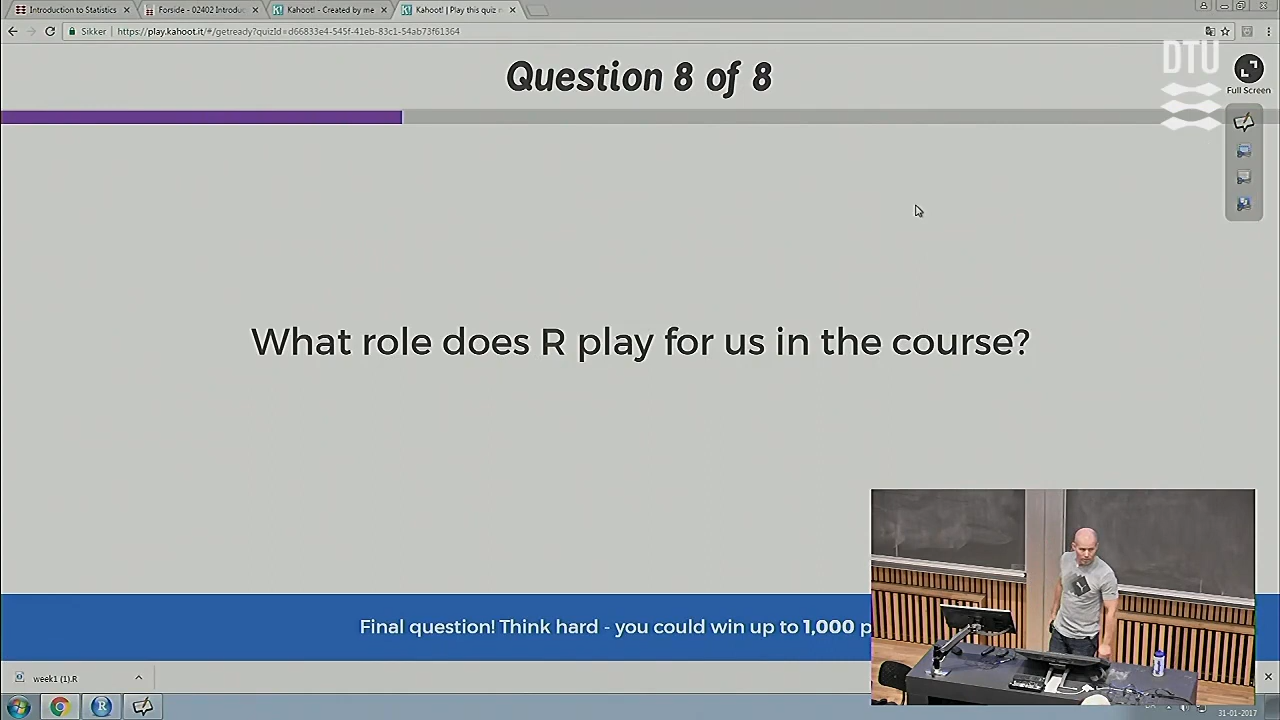 Introduction to Statistics
Forside - 02402 Introduc
Kahoot! - Created by me
Kahoot! | Play this quiz n
Sikker
https://play.kahoot.it/#/getready?quizId=d66833e4-545f-41eb-83c1-54ab73f61364
Question 8 of 8
DTU
Full Screen
What role does R play for us in the course?
Final question! Think hard - you could win up to 1,000 p
week1 (1).R
31-01-2017